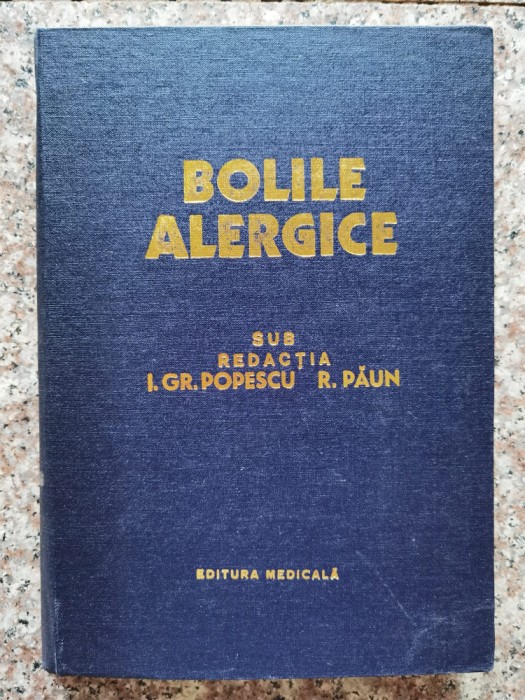 BOLILE
ALERGICE
SUB
REDACȚIA
I. GR. POPESCU R. PĂUN
EDITURA MEDICALĂ